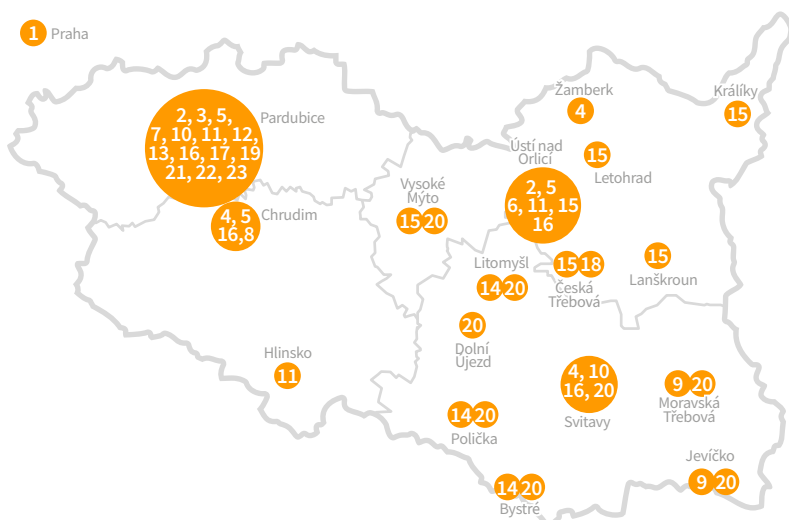 1 Praha
2, 3, 5,
7, 10, 11, 12,
13, 16, 17, 19
21, 22, 23
Pardubice
4, 5
16,8
Chrudim
Hlinsko
11
Vysoké
Mýto
15 20
Žamberk
4
Králíky
15
15
Letohrad
Ústí nad
Orlicí
2, 5
6, 11, 15
16
15
Lanškroun
15 18
Česká
Třebová
Litomyšl
14 20
20
Dolní
Újezd
4, 10
16, 20
Svitavy
9 20
Moravská
Třebová
14 20
Polička
Jevíčko
9 20
14 20
Bystré